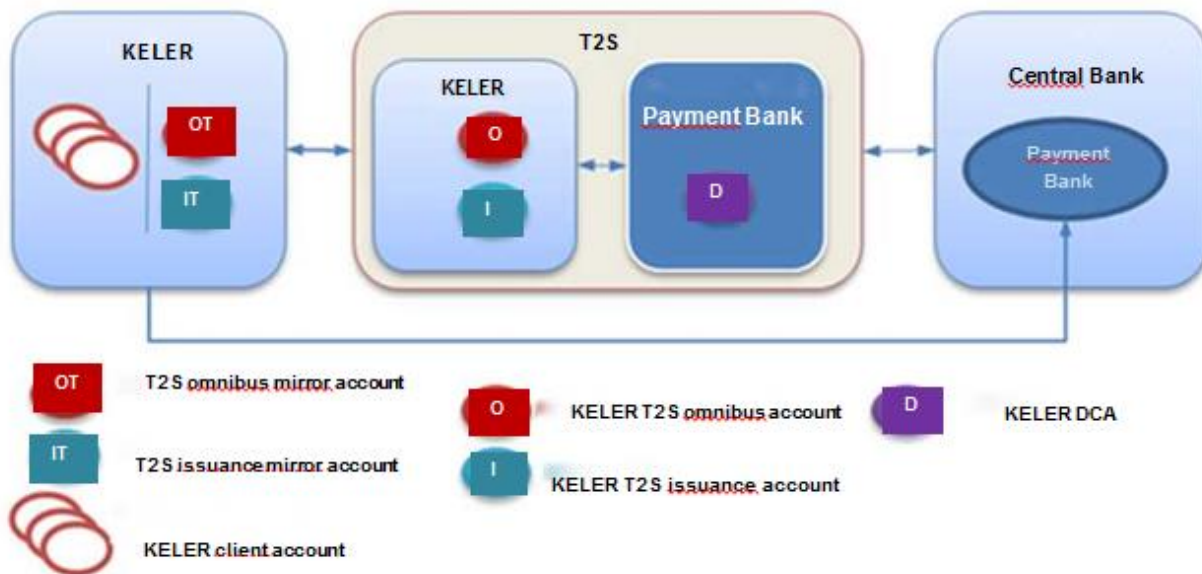 KELER
OT
IT
T2S
KELER
O
I
Payment Bank
D
Central Bank
Payment
Bank
OT
T2S omnibus mirror account
IT
T2S issuance mirror account
KELER client account
O
KELER T2S omnibus account
I
KELER T2S issuance account
D
KELER DCA